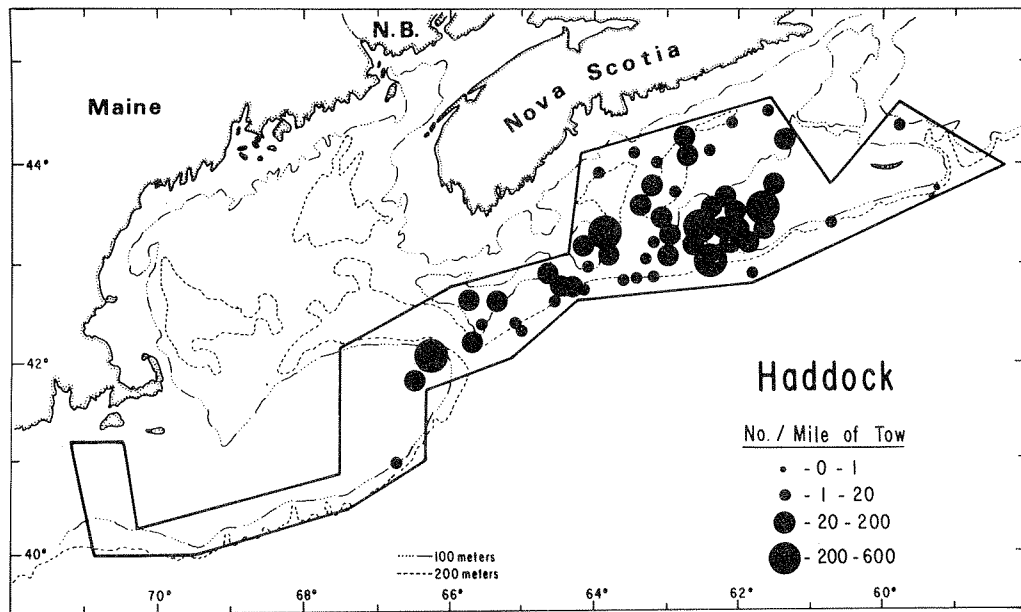 N.B.
Maine
Nova Scotia
44°
42°
40°
Haddock
No. / Mile of Tow
- 0 - 1
- 1 - 20
- 20 - 200
- 200 - 600
100 meters
200 meters
70° 68° 66° 64° 62° 60°